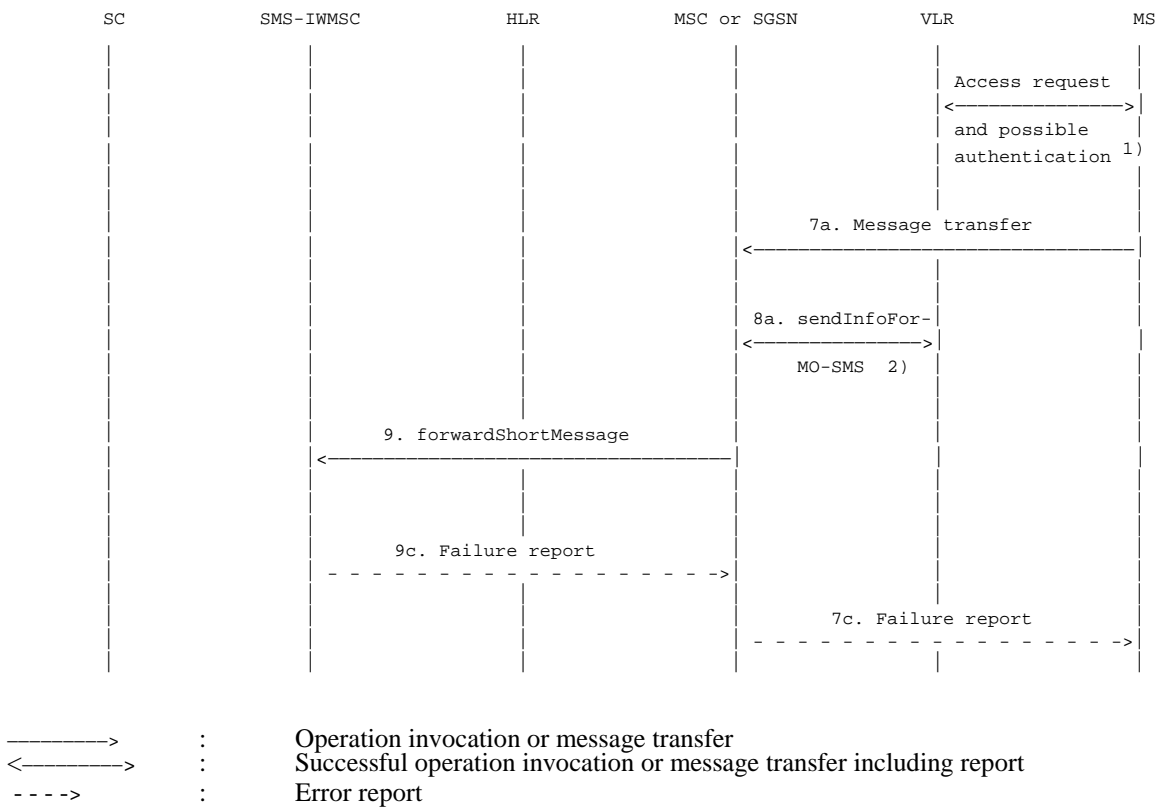 SC SMS-IWMSC HLR MSC or SGSN VLR MS
Access request
and possible
authentication 1)
7a. Message transfer
8a. sendInfoFor-
MO-SMS 2)
9. forwardShortMessage
9c. Failure report
7c. Failure report
: Operation invocation or message transfer
: Successful operation invocation or message transfer including report
: Error report